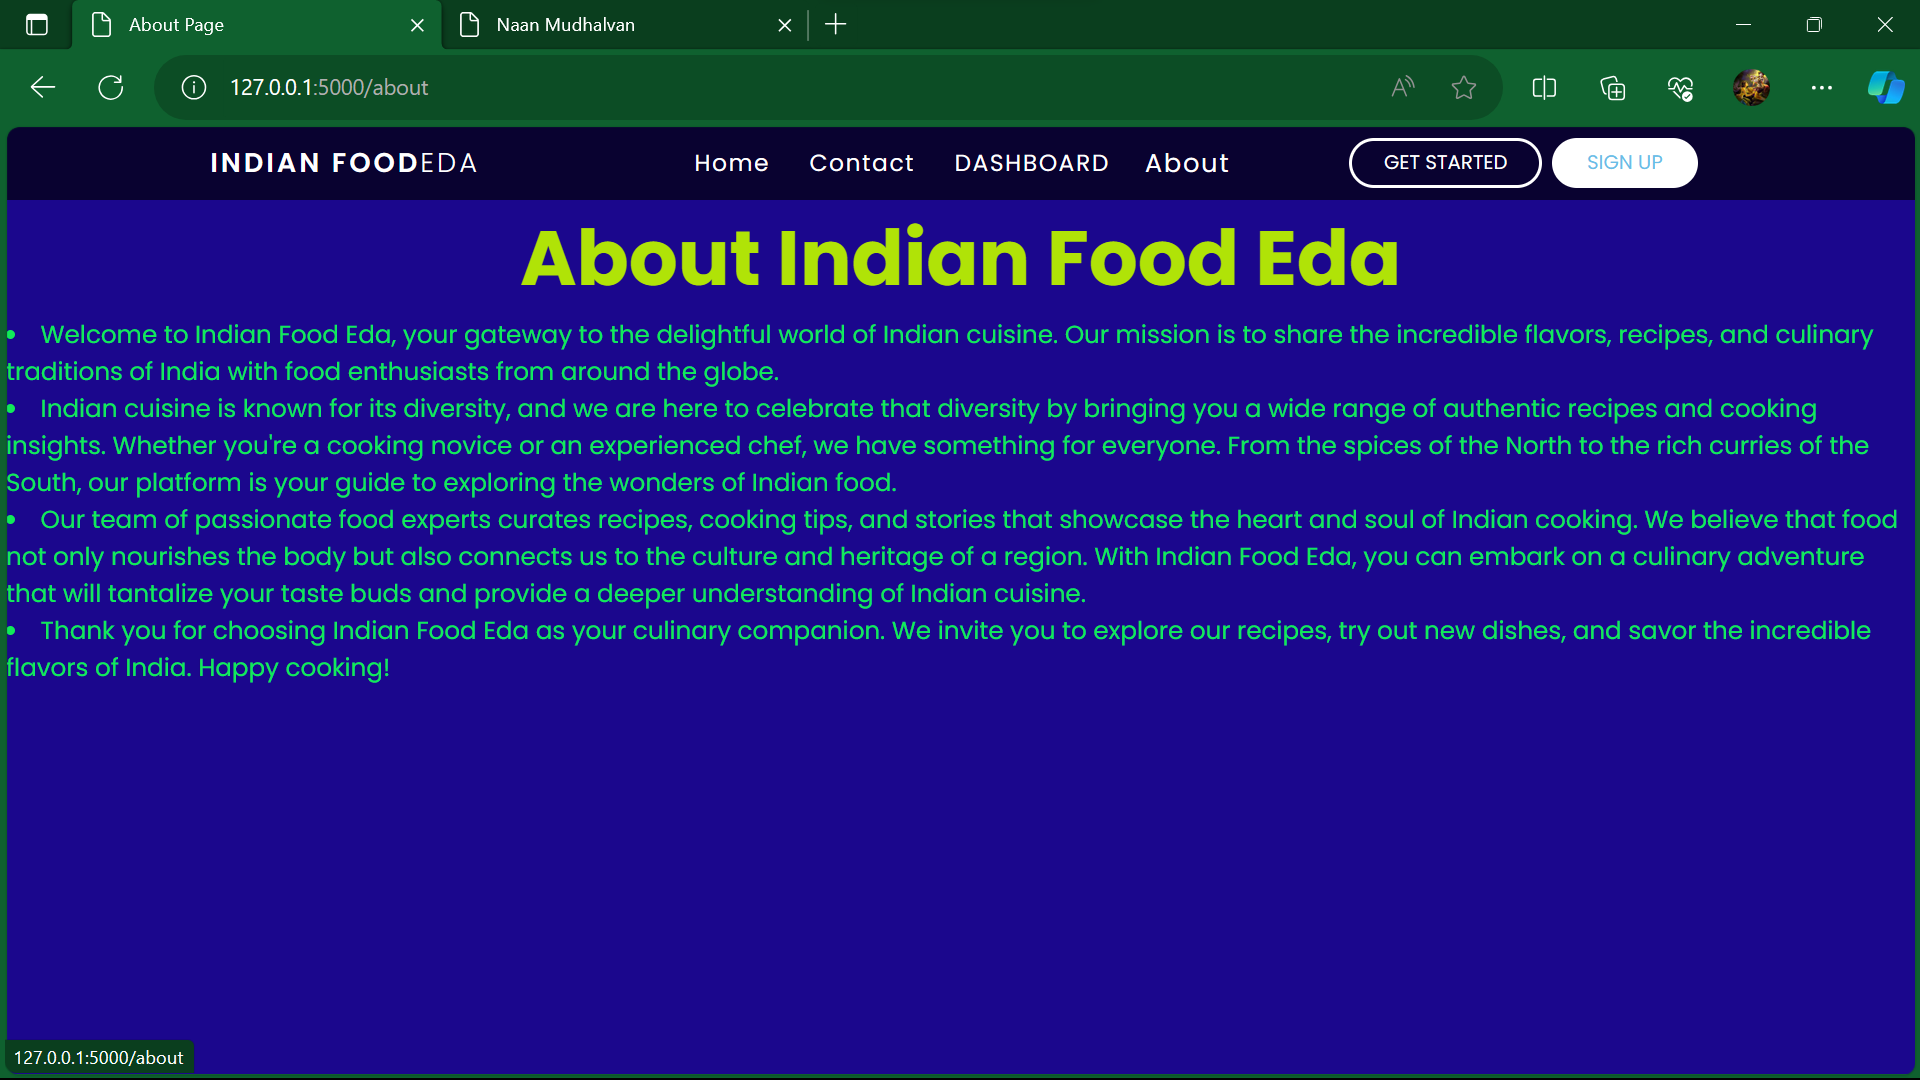 About Page
Naan Mudhalvan
127.0.0.1:5000/about
INDIAN FOODEDA
Home
Contact
DASHBOARD
About
GET STARTED
SIGN UP
About Indian Food Eda
• Welcome to Indian Food Eda, your gateway to the delightful world of Indian cuisine. Our mission is to share the incredible flavors, recipes, and culinary
traditions of India with food enthusiasts from around the globe.
• Indian cuisine is known for its diversity, and we are here to celebrate that diversity by bringing you a wide range of authentic recipes and cooking
insights. Whether you're a cooking novice or an experienced chef, we have something for everyone. From the spices of the North to the rich curries of the
South, our platform is your guide to exploring the wonders of Indian food.
• Our team of passionate food experts curates recipes, cooking tips, and stories that showcase the heart and soul of Indian cooking. We believe that food
not only nourishes the body but also connects us to the culture and heritage of a region. With Indian Food Eda, you can embark on a culinary adventure
that will tantalize your taste buds and provide a deeper understanding of Indian cuisine.
• Thank you for choosing Indian Food Eda as your culinary companion. We invite you to explore our recipes, try out new dishes, and savor the incredible
flavors of India. Happy cooking!
127.0.0.1:5000/about